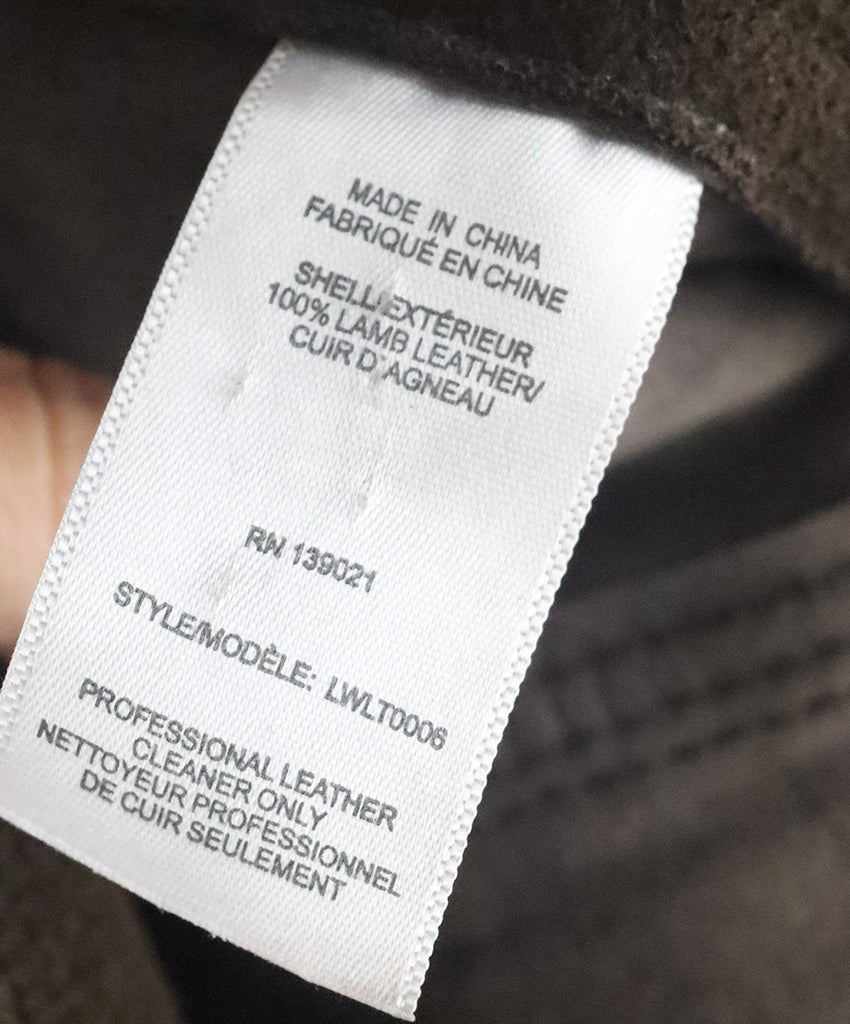 MADE IN CHINA
FABRIQUÉ EN CHINE
SHELL/EXTÉRIEUR
100% LAMB LEATHER/
CUIR D'AGNEAU
RN 139021
STYLE/MODÈLE: LWLT0006
PROFESSIONAL LEATHER
CLEANER ONLY
NETTOYEUR PROFESSIONNEL
DE CUIR SEULEMENT